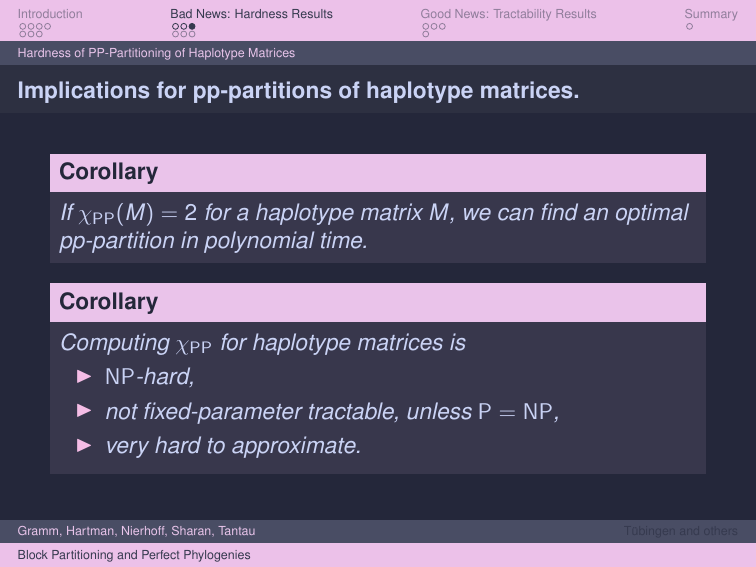 Introduction
Bad News: Hardness Results
Good News: Tractability Results
Summary
Hardness of PP-Partitioning of Haplotype Matrices
Implications for pp-partitions of haplotype matrices.
Corollary
If χPP(M) = 2 for a haplotype matrix M, we can find an optimal
pp-partition in polynomial time.
Corollary
Computing χPP for haplotype matrices is
▶ NP-hard,
▶ not fixed-parameter tractable, unless P = NP,
▶ very hard to approximate.
Gramm, Hartman, Nierhoff, Sharan, Tantau
Tübingen and others
Block Partitioning and Perfect Phylogenies